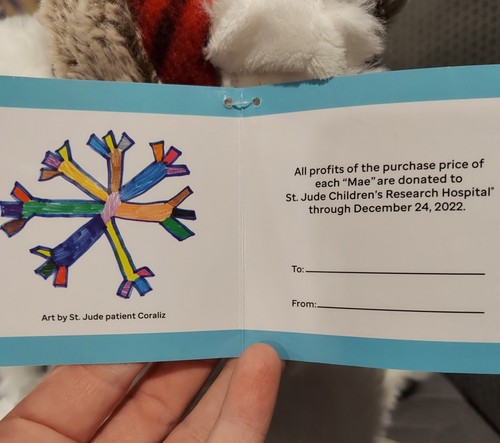 Art by St. Jude patient Coraliz
All profits of the purchase price of
each “Mae” are donated to
St. Jude Children's Research Hospital®
through December 24, 2022.
To:
From: